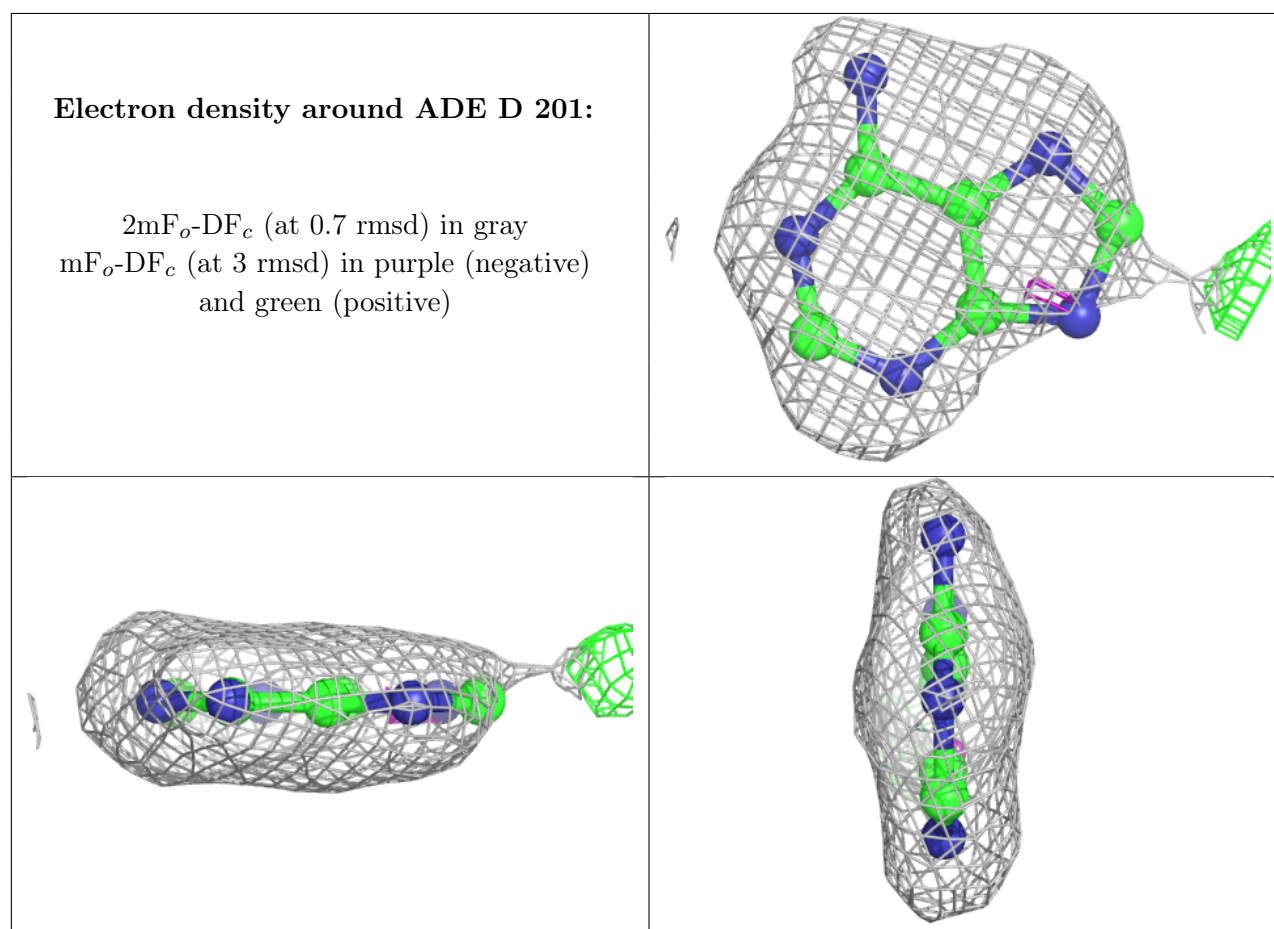 Electron density around ADE D 201:
2mFo-DFc (at 0.7 rmsd) in gray
mFo-DFc (at 3 rmsd) in purple (negative)
and green (positive)